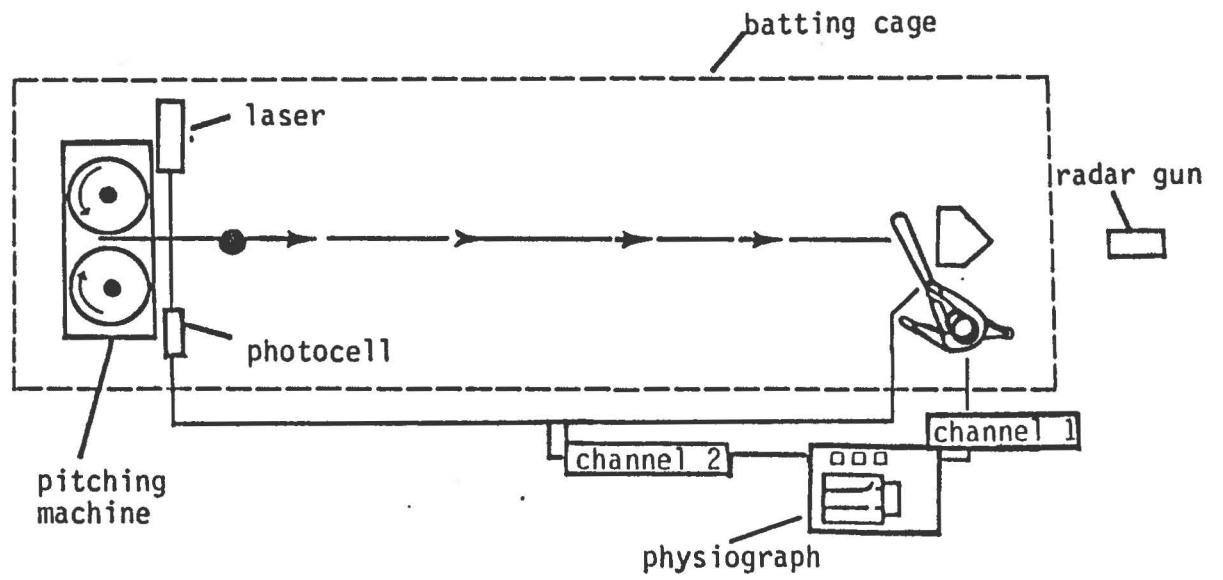 batting cage
laser
radar gun
photocell
channel 1
channel 2
pitching
machine
physiograph